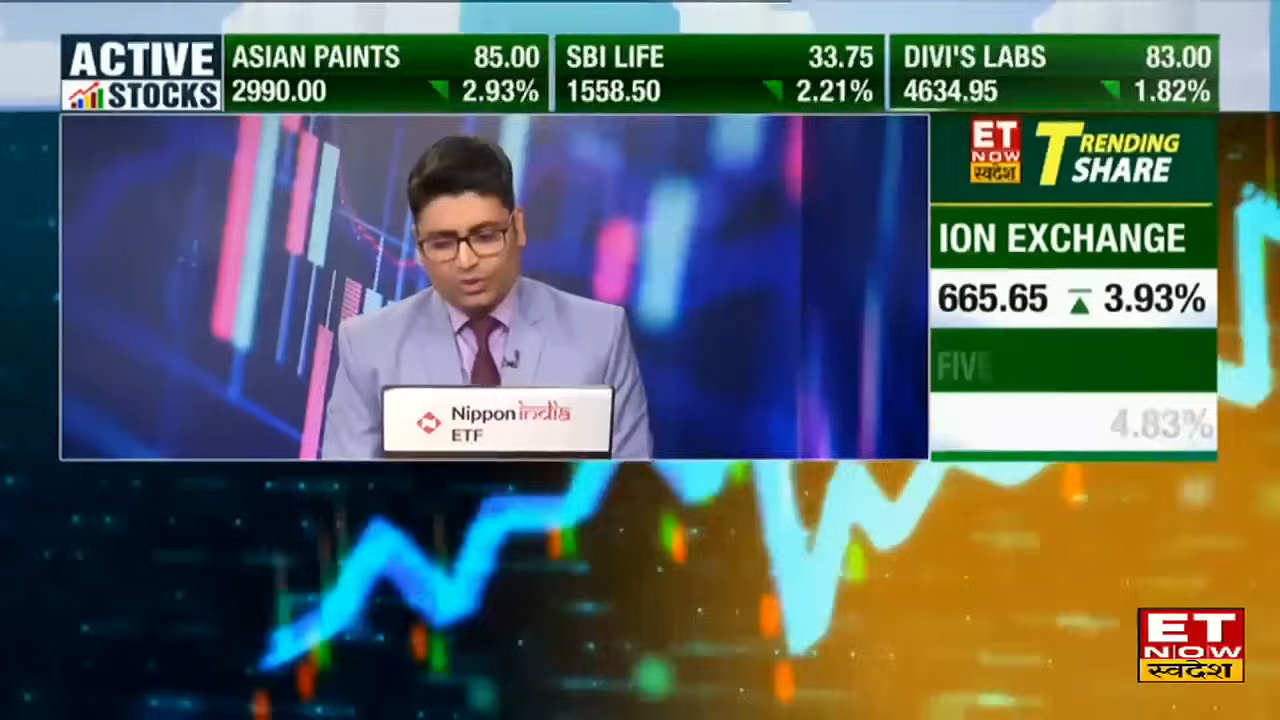 ACTIVE
STOCKS
ASIAN PAINTS 85.00
2990.00 2.93%
SBI LIFE 33.75
1558.50 2.21%
DIVI'S LABS 83.00
4634.95 1.82%
ET
NOW
स्वदेश
TRENDING
SHARE
ION EXCHANGE
665.65 3.93%
FIVE
4.83%
Nippon india
ETF
ET
NOW
स्वदेश